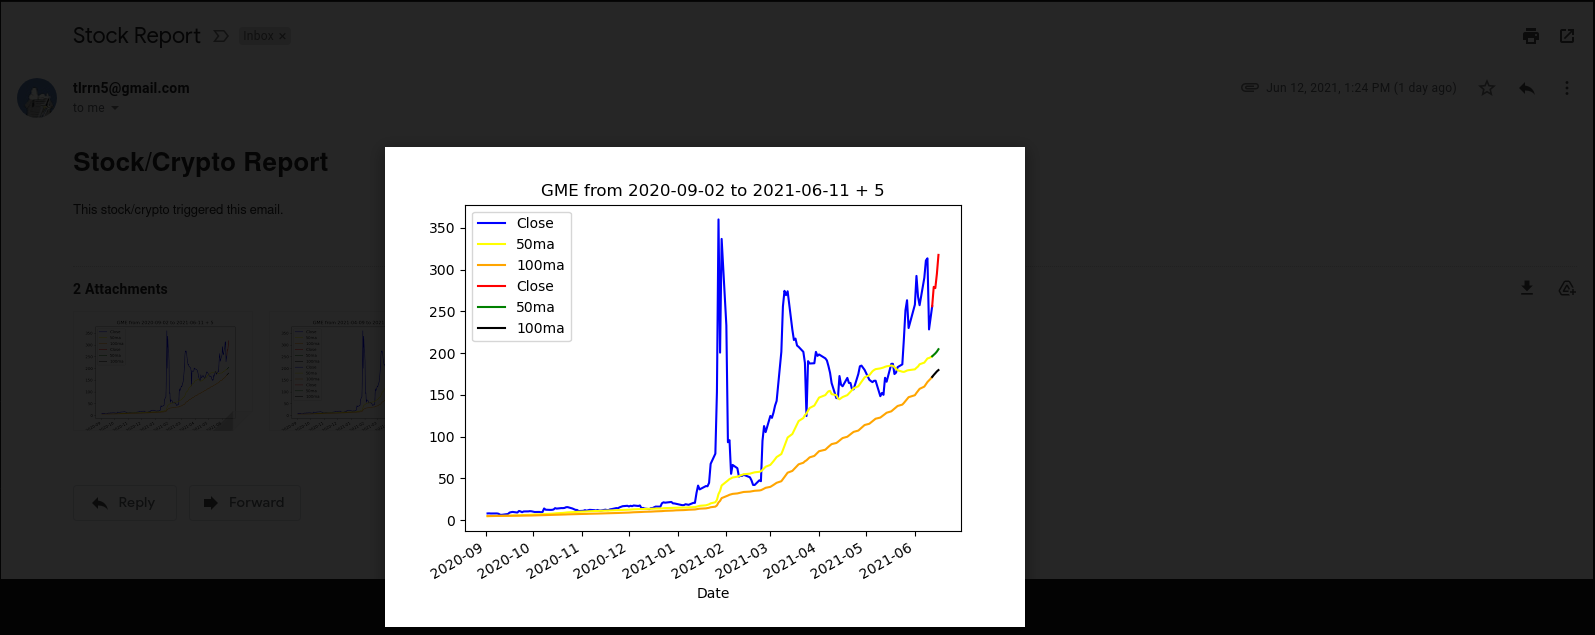 Stock Report
Inbox ×
tlrrn5@gmail.com
Jun 12, 2021, 1:24 PM (1 day ago)
to me
Stock/Crypto Report
This stock/crypto triggered this email.
2 Attachments
Reply
Forward
GME from 2020-09-02 to 2021-06-11 + 5
Close
50ma
100ma
Close
50ma
100ma
350
300
250
200
150
100
50
0
2020-09
2020-10
2020-11
2020-12
2021-01
2021-02
2021-03
2021-04
2021-05
2021-06
Date